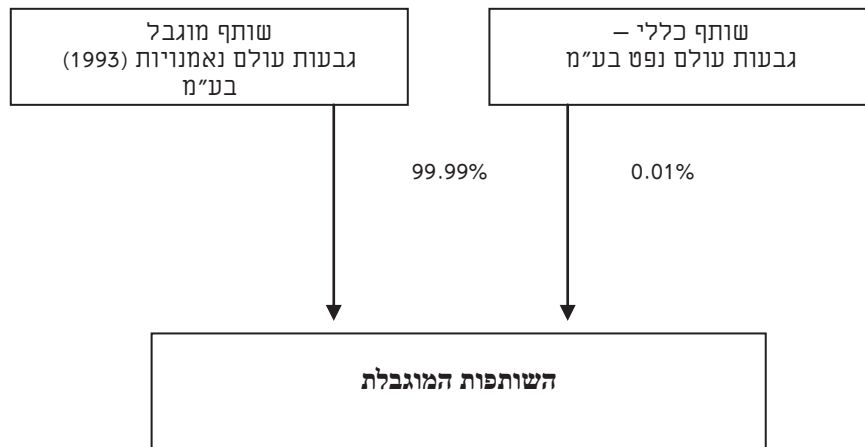 שותף כללי –
גבעות עולם נפט בע״מ
שותף מוגבל
גבעות עולם נאמנויות (1993)
בע״מ
0.01%
99.99%
השותפות המוגבלת